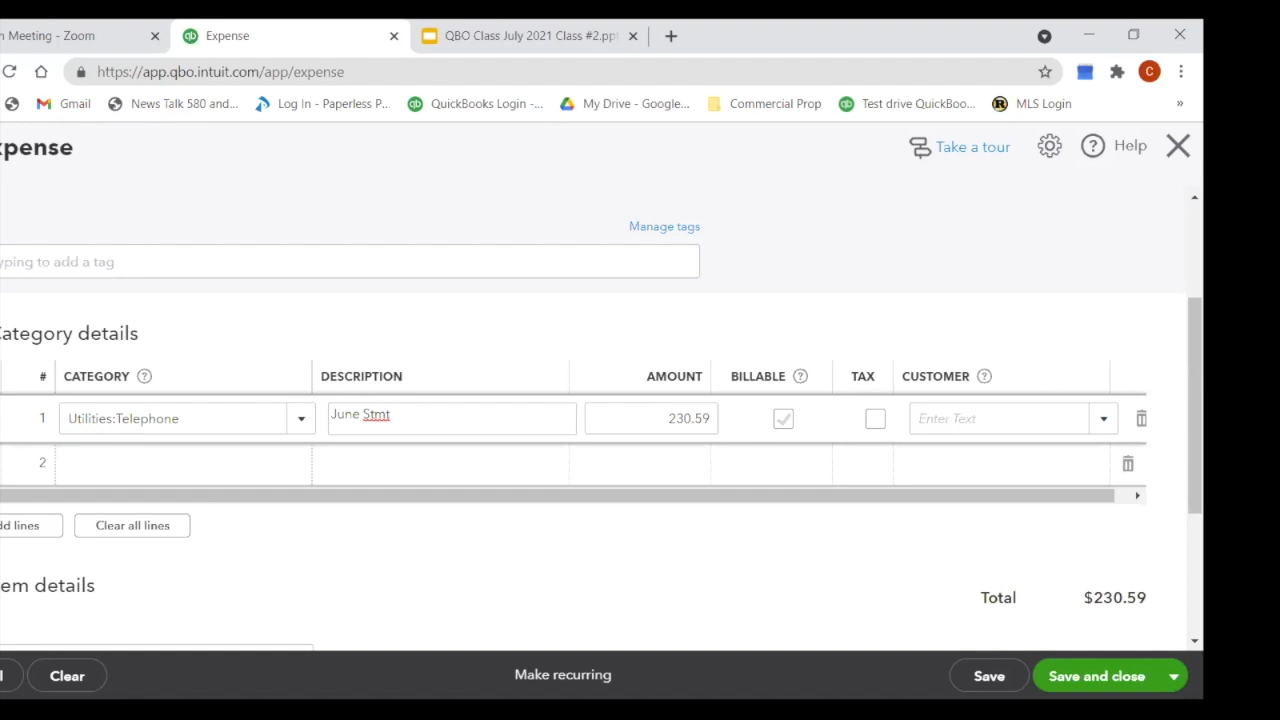 Meeting - Zoom
Expense
QBO Class July 2021 Class #2.ppt
https://app.qbo.intuit.com/app/expense
C
Gmail
News Talk 580 and...
Log In - Paperless P...
QuickBooks Login -...
My Drive - Google...
Commercial Prop
Test drive QuickBoo...
MLS Login
»
xpense
Take a tour
Help
Manage tags
yping to add a tag
Category details
# CATEGORY DESCRIPTION AMOUNT BILLABLE TAX CUSTOMER
1 Utilities:Telephone June Stmt 230.59 Enter Text
2
dd lines
Clear all lines
em details
Total $230.59
Clear
Make recurring
Save
Save and close